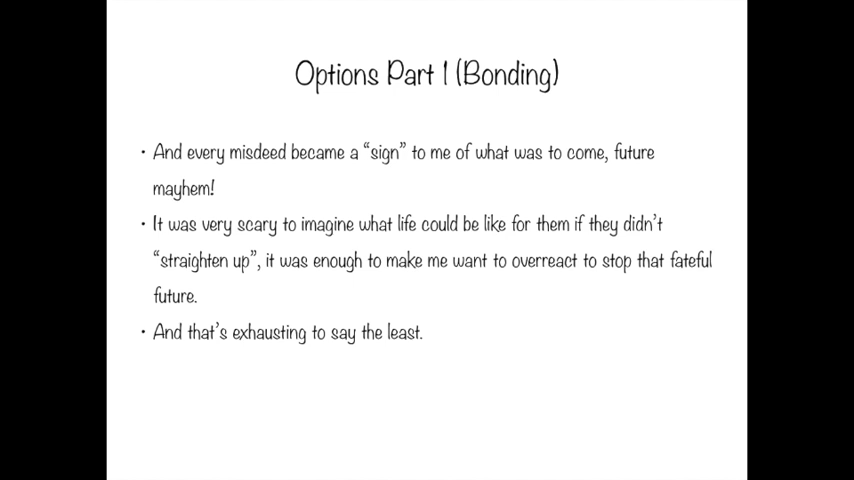 Options Part 1 (Bonding)
• And every misdeed became a “sign” to me of what was to come, future
mayhem!
• It was very scary to imagine what life could be like for them if they didn’t
“straighten up”, it was enough to make me want to overreact to stop that fateful
future.
• And that’s exhausting to say the least.